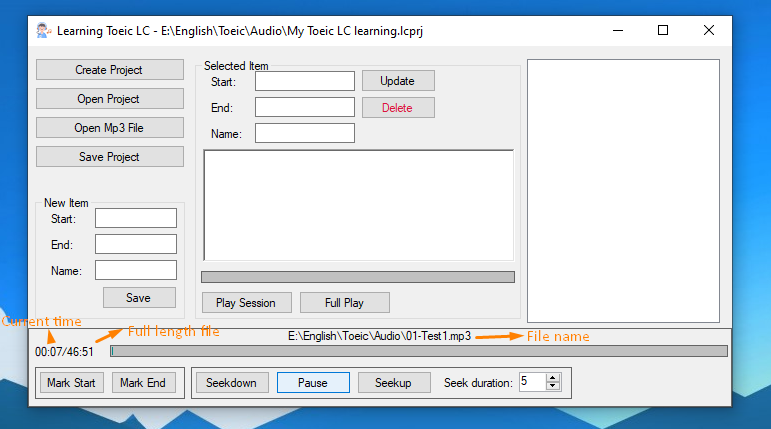 Learning Toeic LC - E:\English\Toeic\Audio\My Toeic LC learning.lcprj
Create Project
Open Project
Open Mp3 File
Save Project
Selected Item
Start:
Update
End:
Delete
Name:
New Item
Start:
End:
Name:
Save
Play Session
Full Play
Current time
Full length file
E:\English\Toeic\Audio\01-Test1.mp3
File name
00:07/46:51
Mark Start
Mark End
Seekdown
Pause
Seekup
Seek duration:
5